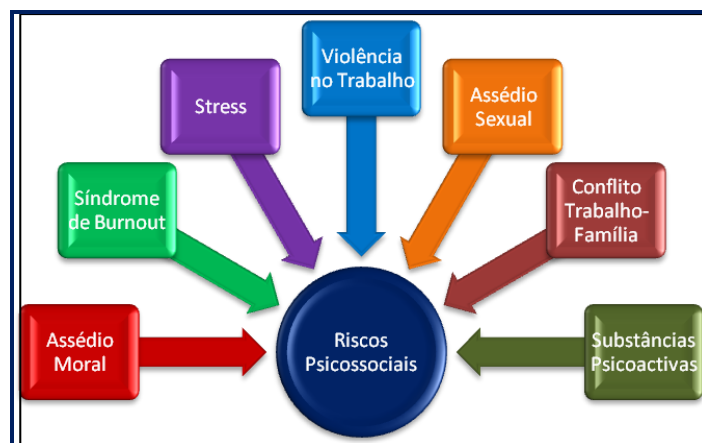 Violência
no Trabalho
Stress
Assédio
Sexual
Síndrome
de Burnout
Conflito
Trabalho-
Família
Assédio
Moral
Riscos
Psicossociais
Substâncias
Psicoactivas